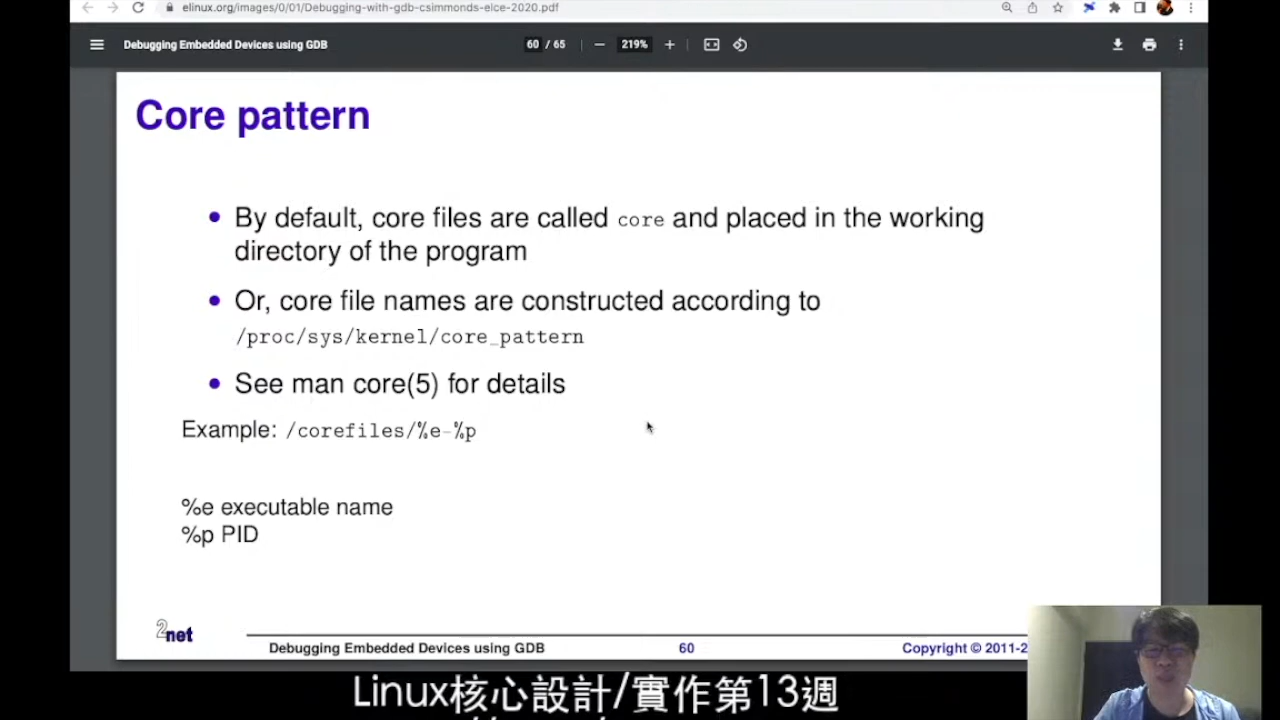 elinux.org/images/0/01/Debugging-with-gdb-csimmonds-elce-2020.pdf
Debugging Embedded Devices using GDB
60 / 65
219%
Core pattern
By default, core files are called core and placed in the working
directory of the program
Or, core file names are constructed according to
/proc/sys/kernel/core_pattern
See man core(5) for details
Example: /corefiles/%e-%p
%e executable name
%p PID
2net
Debugging Embedded Devices using GDB
60
Copyright © 2011-2
Linux核心設計/實作第13週